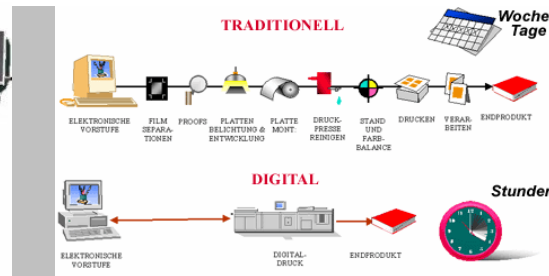 TRADITIONELL
Woche
Tage
ELEKTRONISCHE
VORSTUFE
FILM
SEPARA-
TIONEN
PROOFS
PLATTEN
BELICHTUNG &
ENTWICKLUNG
PLATTE
MONT:
DRUCK-
PRESSE
REINIGEN
STAND
UND
FARB-
BALANCE
DRUCKEN
VERAR-
BEITEN
ENDPRODUKT
DIGITAL
Stunden
ELEKTRONISCHE
VORSTUFE
DIGITAL-
DRUCK
ENDPRODUKT